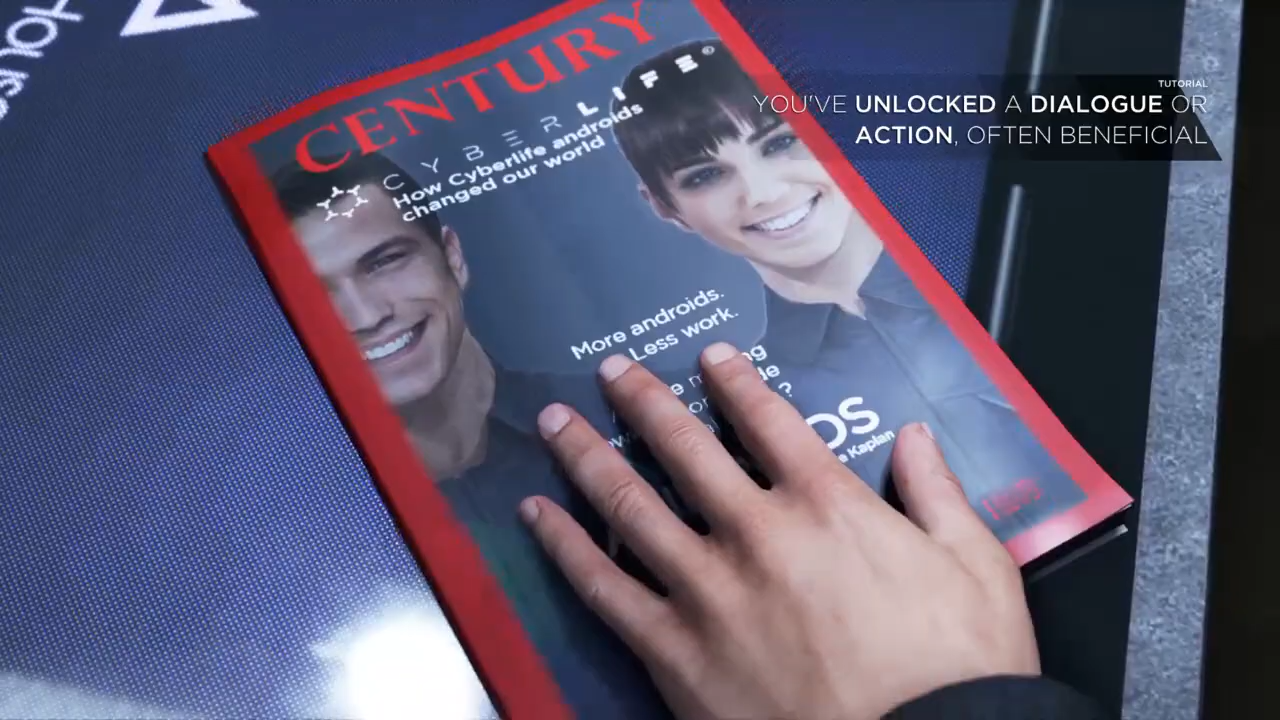 TUTORIAL
YOU'VE UNLOCKED A DIALOGUE OR
ACTION, OFTEN BENEFICIAL
CENTURY
CYBERLIFE
How Cyberlife androids
changed our world
More androids.
Less work.
?
Kaplan